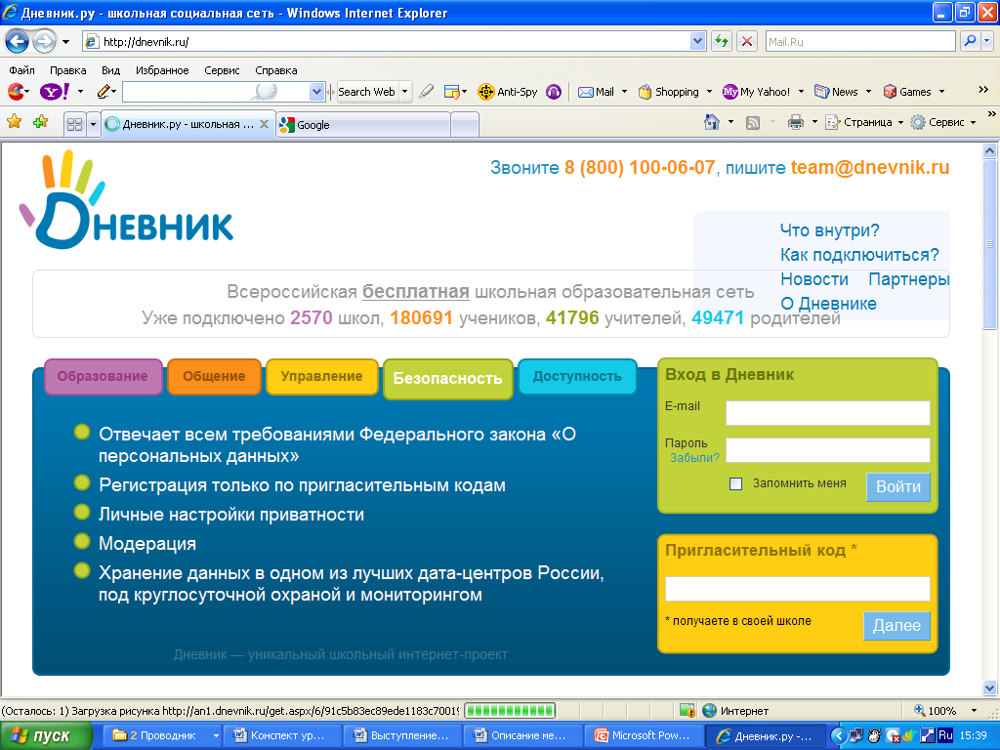 Дневник.ру - школьная социальная сеть - Windows Internet Explorer
http://dnevnik.ru/
Mail.Ru
Файл Правка Вид Избранное Сервис Справка
Y! Search Web Anti-Spy Mail Shopping My Yahoo! News Games »
Дневник.ру - школьная ... Google Страница Сервис »
Звоните 8 (800) 100-06-07, пишите team@dnevnik.ru
Дневник
Что внутри?
Как подключиться?
Новости Партнеры
О Дневнике
Всероссийская бесплатная школьная образовательная сеть
Уже подключено 2570 школ, 180691 учеников, 41796 учителей, 49471 родителей
Образование Общение Управление Безопасность Доступность
Отвечает всем требованиями Федерального закона «О
персональных данных»
Регистрация только по пригласительным кодам
Личные настройки приватности
Модерация
Хранение данных в одном из лучших дата-центров России,
под круглосуточной охраной и мониторингом
Дневник — уникальный школьный интернет-проект
Вход в Дневник
E-mail
Пароль
Забыли?
Запомнить меня Войти
Пригласительный код *
* получаете в своей школе Далее
(Осталось: 1) Загрузка рисунка http://an1.dnevnik.ru/get.aspx/6/91c5b83ec89ede1183c70019 Интернет 100%
пуск 2 Проводник Конспект ур... Выступление... Описание ме... Microsoft Pow... Дневник.ру -... Ru 15:39